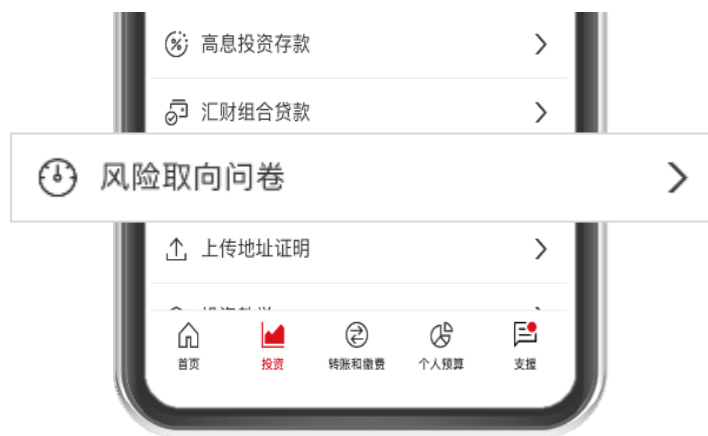 高息投资存款
汇财组合贷款
风险取向问卷
上传地址证明
首页
投资
转账和缴费
个人预算
支援